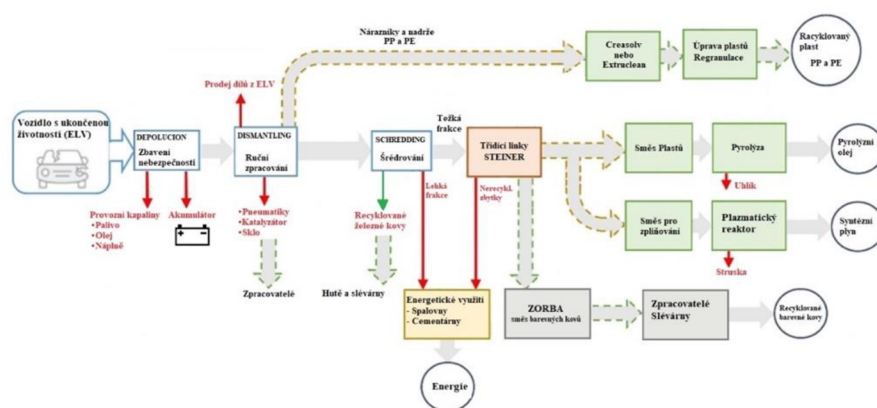 Nárazníky a nadrže
PP a PE
Creasolv
nebo
Extruclean
Úprava plastů
Regranulace
Racyklovaný
plast
PP a PE
Prodej dílů z ELV
Vozidlo s ukončenou
životností (ELV)
DEPOLUCION
Zbavení
nebezpečnosti
DISMANTLING
Ruční
zpracování
SCHREDDING
Šrédrování
Težká
frakce
Třídící linky
STEINER
Směs Plastů
Pyrolýza
Pyrolýzní
olej
Uhlík
Provozní kapaliny
•Palivo
•Olej
•Náplně
Akumulátor
•Pneumatiky
•Katalyzátor
•Sklo
Recyklované
železné kovy
Lehká
frakce
Nerecykl.
zbytky
Směs pro
zpliňování
Plazmatický
reaktor
Syntézní
plyn
Struska
Zpracovatelé
Hutě a slévárny
Energetické využití
- Spalovny
- Cementárny
ZORBA
směs barevných kovů
Zpracovatelé
Slévárny
Recyklované
barevné kovy
Energie